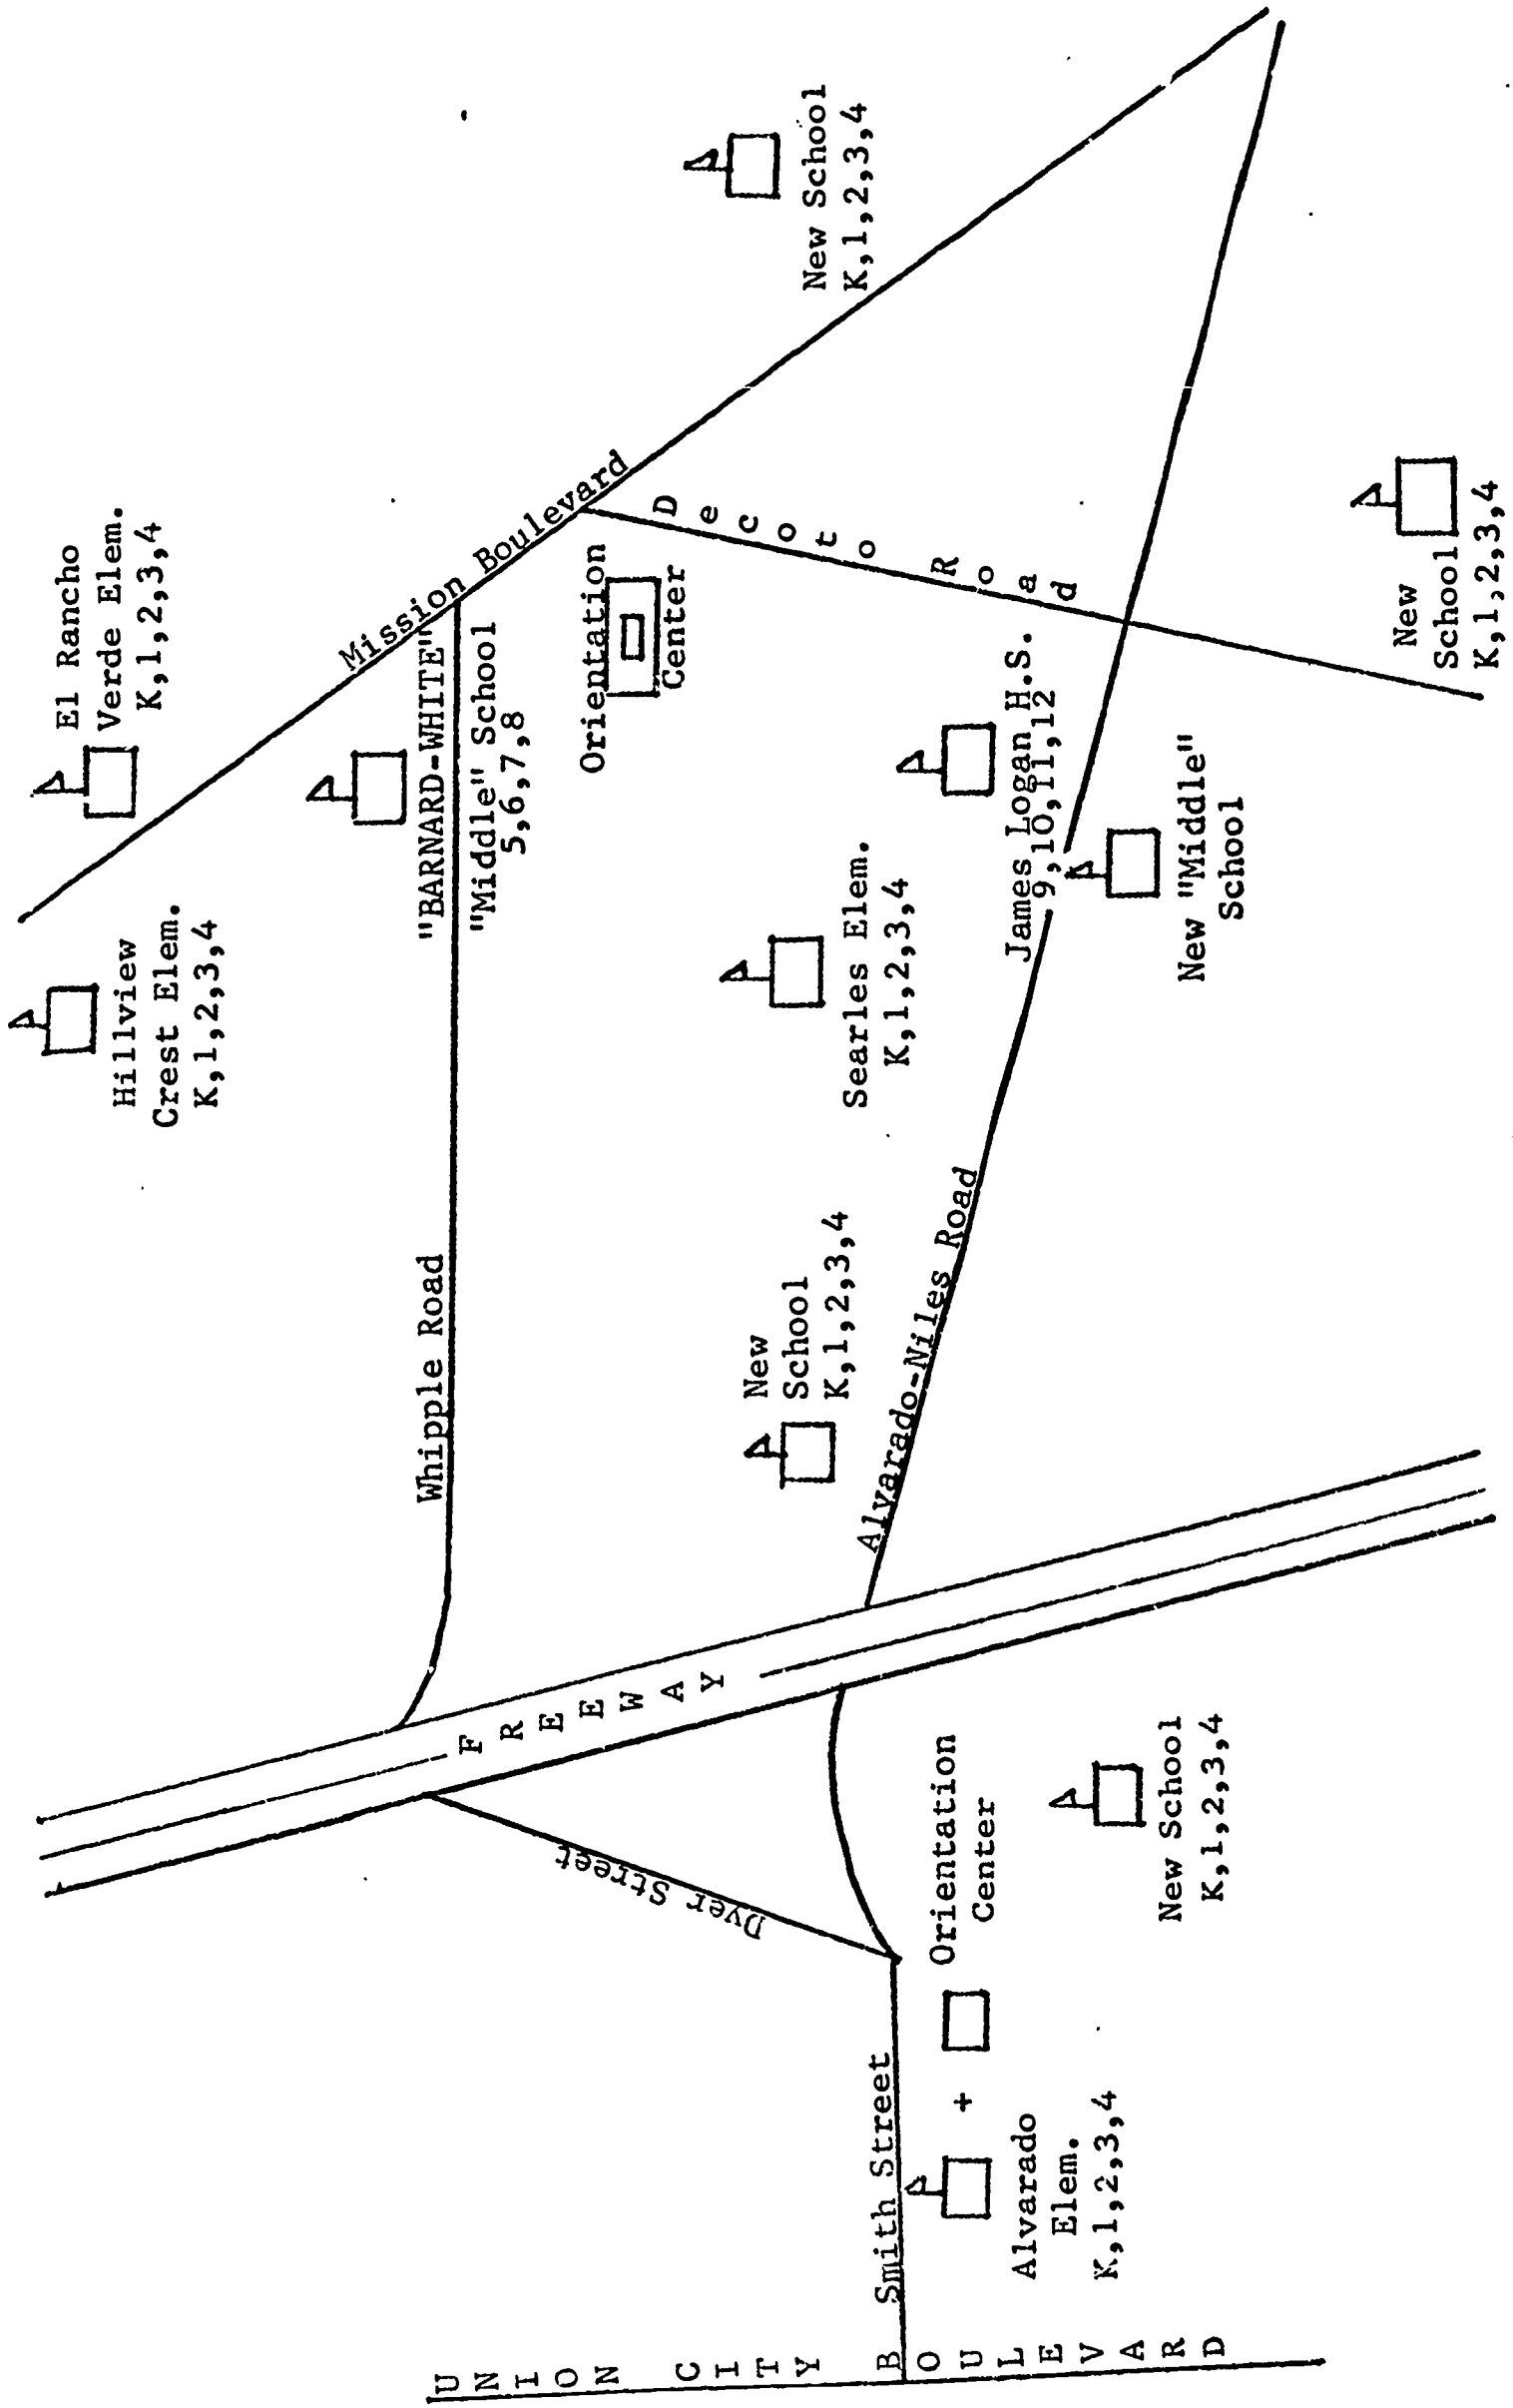 UNION CITY BOULEVARD
Smith Street
Alvarado
Elem.
K,1,2,3,4
+
Orientation
Center
New School
K,1,2,3,4
Dyer Street
FREEWAY
Whipple Road
Alvarado-Niles Road
New
School
K,1,2,3,4
Hillview
Crest Elem.
K,1,2,3,4
El Rancho
Verde Elem.
K,1,2,3,4
Mission Boulevard
"BARNARD-WHITE"
"Middle" School
5,6,7,8
Orientation
Center
Searles Elem.
K,1,2,3,4
James Logan H.S.
9,10,11,12
New "Middle"
School
Decoto Road
New School
K,1,2,3,4
New
School
K,1,2,3,4